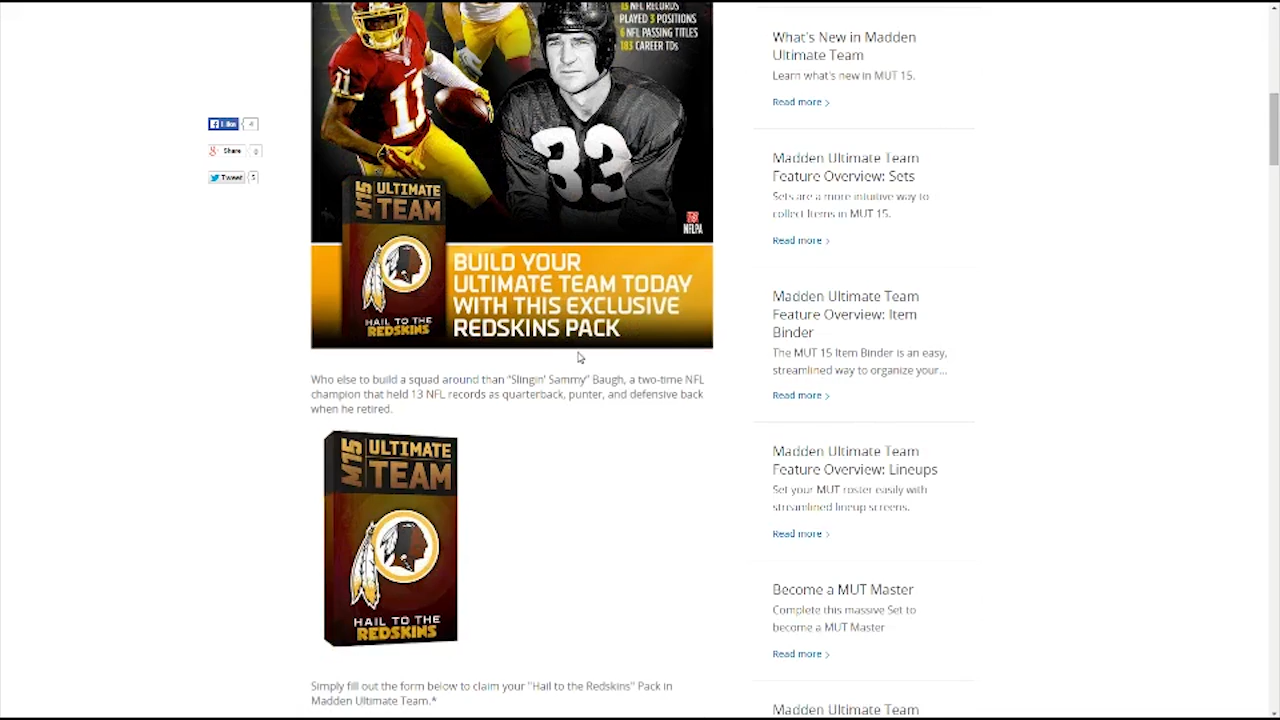 13 NFL RECORDS
PLAYED 3 POSITIONS
6 NFL PASSING TITLES
183 CAREER TDs
11
33
NFLPA
M15 ULTIMATE
TEAM
HAIL TO THE
REDSKINS
BUILD YOUR
ULTIMATE TEAM TODAY
WITH THIS EXCLUSIVE
REDSKINS PACK
Like 4
Share 0
Tweet 5
Who else to build a squad around than "Slingin' Sammy" Baugh, a two-time NFL
champion that held 13 NFL records as quarterback, punter, and defensive back
when he retired.
M15 ULTIMATE
TEAM
HAIL TO THE
REDSKINS
Simply fill out the form below to claim your "Hail to the Redskins" Pack in
Madden Ultimate Team.*
What's New in Madden
Ultimate Team
Learn what's new in MUT 15.
Read more >
Madden Ultimate Team
Feature Overview: Sets
Sets are a more intuitive way to
collect Items in MUT 15.
Read more >
Madden Ultimate Team
Feature Overview: Item
Binder
The MUT 15 Item Binder is an easy,
streamlined way to organize your...
Read more >
Madden Ultimate Team
Feature Overview: Lineups
Set your MUT roster easily with
streamlined lineup screens.
Read more >
Become a MUT Master
Complete this massive Set to
become a MUT Master
Read more >
Madden Ultimate Team